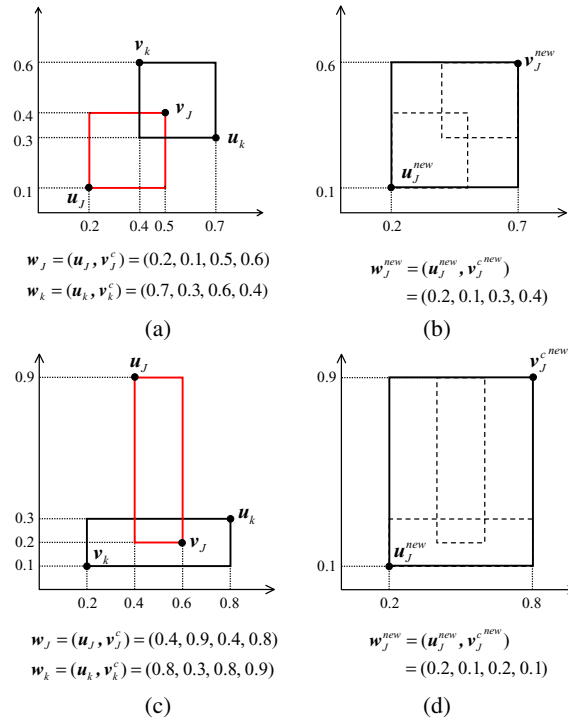 v_k
0.6
0.4
v_J
0.3
u_k
0.1
u_J
0.2 0.4 0.5 0.7
w_J = (u_J, v_J^c) = (0.2, 0.1, 0.5, 0.6)
w_k = (u_k, v_k^c) = (0.7, 0.3, 0.6, 0.4)
(a)
0.6
v_J^{new}
u_J^{new}
0.1
0.2 0.7
w_J^{new} = (u_J^{new}, v_J^{c new})
= (0.2, 0.1, 0.3, 0.4)
(b)
u_J
0.9
0.3
u_k
0.2
v_J
v_k
0.1
0.2 0.4 0.6 0.8
w_J = (u_J, v_J^c) = (0.4, 0.9, 0.4, 0.8)
w_k = (u_k, v_k^c) = (0.8, 0.3, 0.8, 0.9)
(c)
v_J^{c new}
0.9
u_J^{new}
0.1
0.2 0.8
w_J^{new} = (u_J^{new}, v_J^{c new})
= (0.2, 0.1, 0.2, 0.1)
(d)